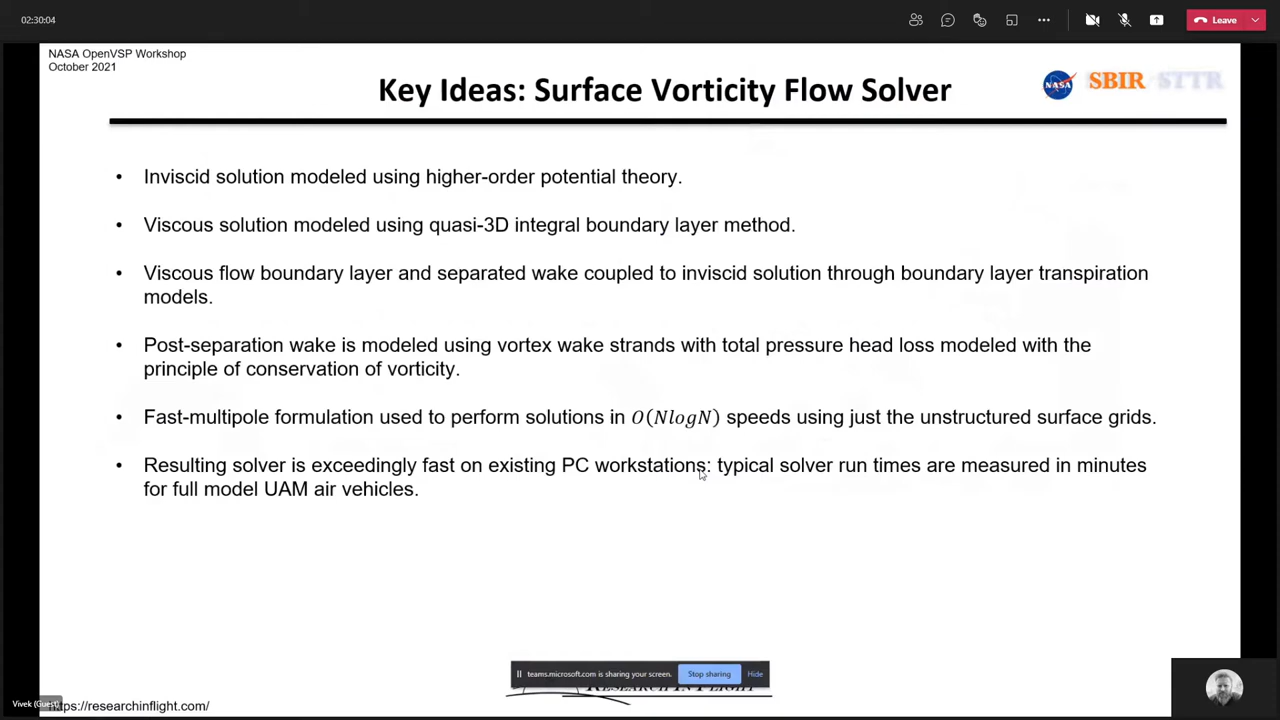 02:30:04
Leave
NASA OpenVSP Workshop
October 2021
Key Ideas: Surface Vorticity Flow Solver
NASA
SBIR STTR
• Inviscid solution modeled using higher-order potential theory.
• Viscous solution modeled using quasi-3D integral boundary layer method.
• Viscous flow boundary layer and separated wake coupled to inviscid solution through boundary layer transpiration
models.
• Post-separation wake is modeled using vortex wake strands with total pressure head loss modeled with the
principle of conservation of vorticity.
• Fast-multipole formulation used to perform solutions in O(NlogN) speeds using just the unstructured surface grids.
• Resulting solver is exceedingly fast on existing PC workstations: typical solver run times are measured in minutes
for full model UAM air vehicles.
teams.microsoft.com is sharing your screen.
Stop sharing
Hide
RESEARCH IN FLIGHT
Vivek (Guest)
https://researchinflight.com/